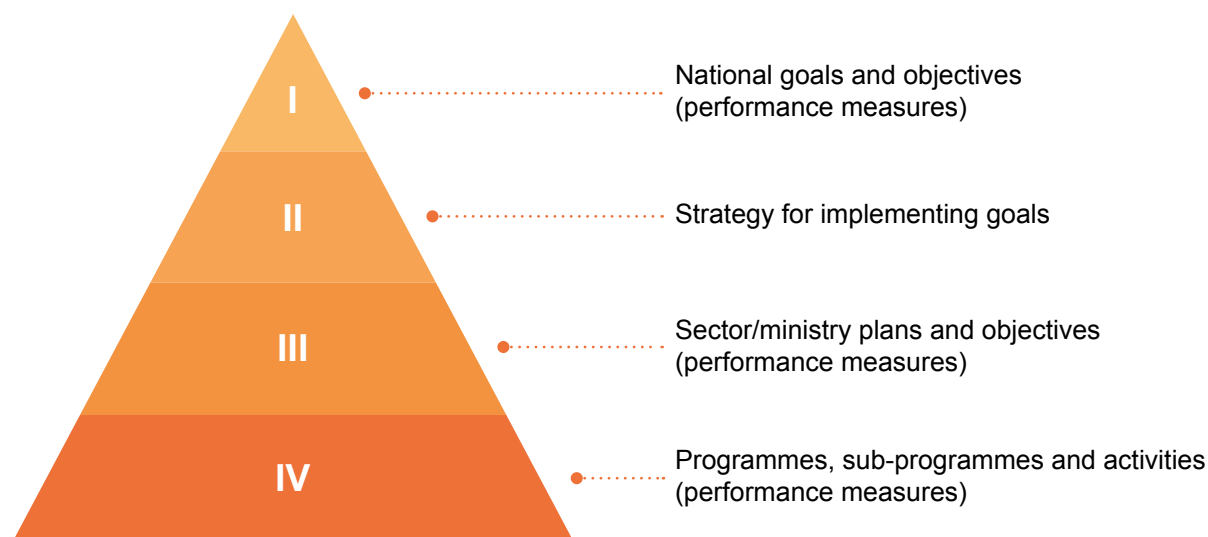 I
National goals and objectives
(performance measures)
II
Strategy for implementing goals
III
Sector/ministry plans and objectives
(performance measures)
IV
Programmes, sub-programmes and activities
(performance measures)